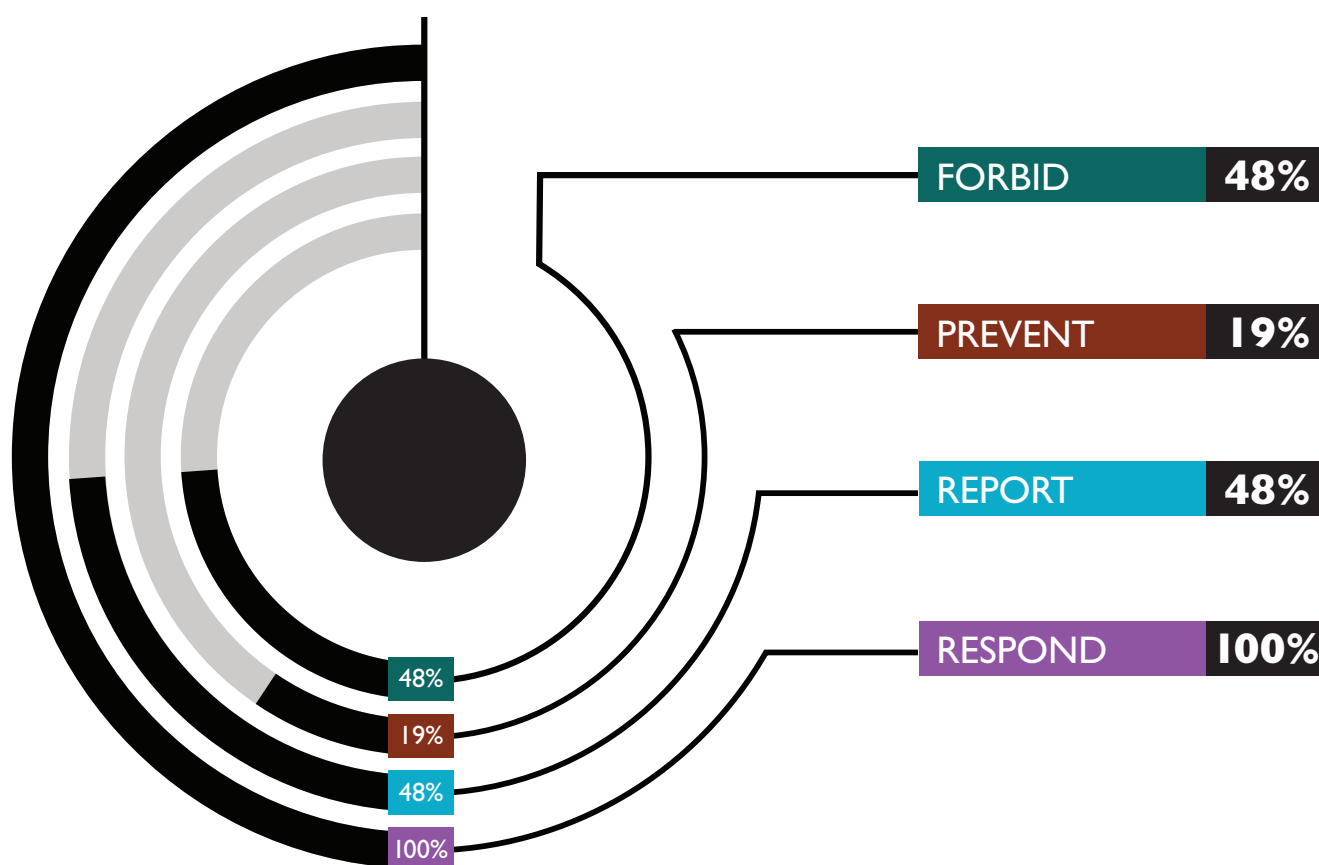 FORBID 48%
PREVENT 19%
REPORT 48%
RESPOND 100%
48%
19%
48%
100%